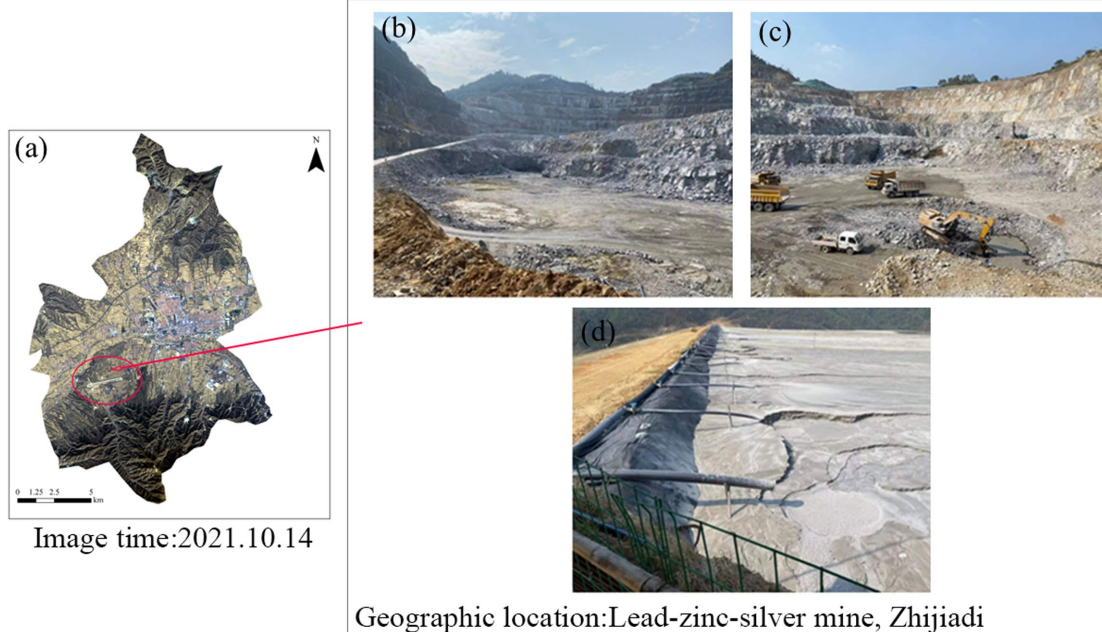 (a)
N
0 1.25 2.5 5
km
Image time:2021.10.14
(b)
(c)
(d)
Geographic location:Lead-zinc-silver mine, Zhijiadi